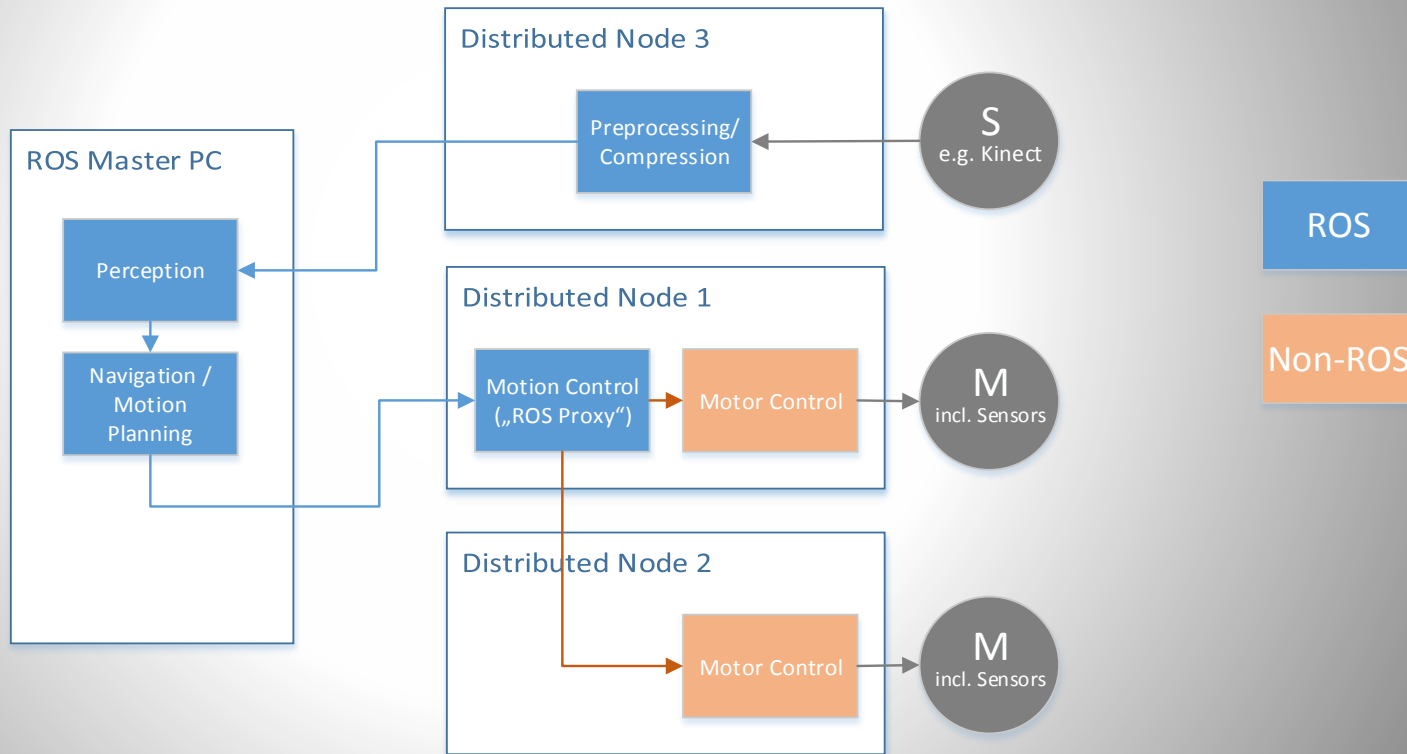 Distributed Node 3
Preprocessing/
Compression
S
e.g. Kinect
ROS Master PC
Perception
Navigation /
Motion
Planning
Distributed Node 1
Motion Control
(„ROS Proxy“)
Motor Control
M
incl. Sensors
Distributed Node 2
Motor Control
M
incl. Sensors
ROS
Non-ROS